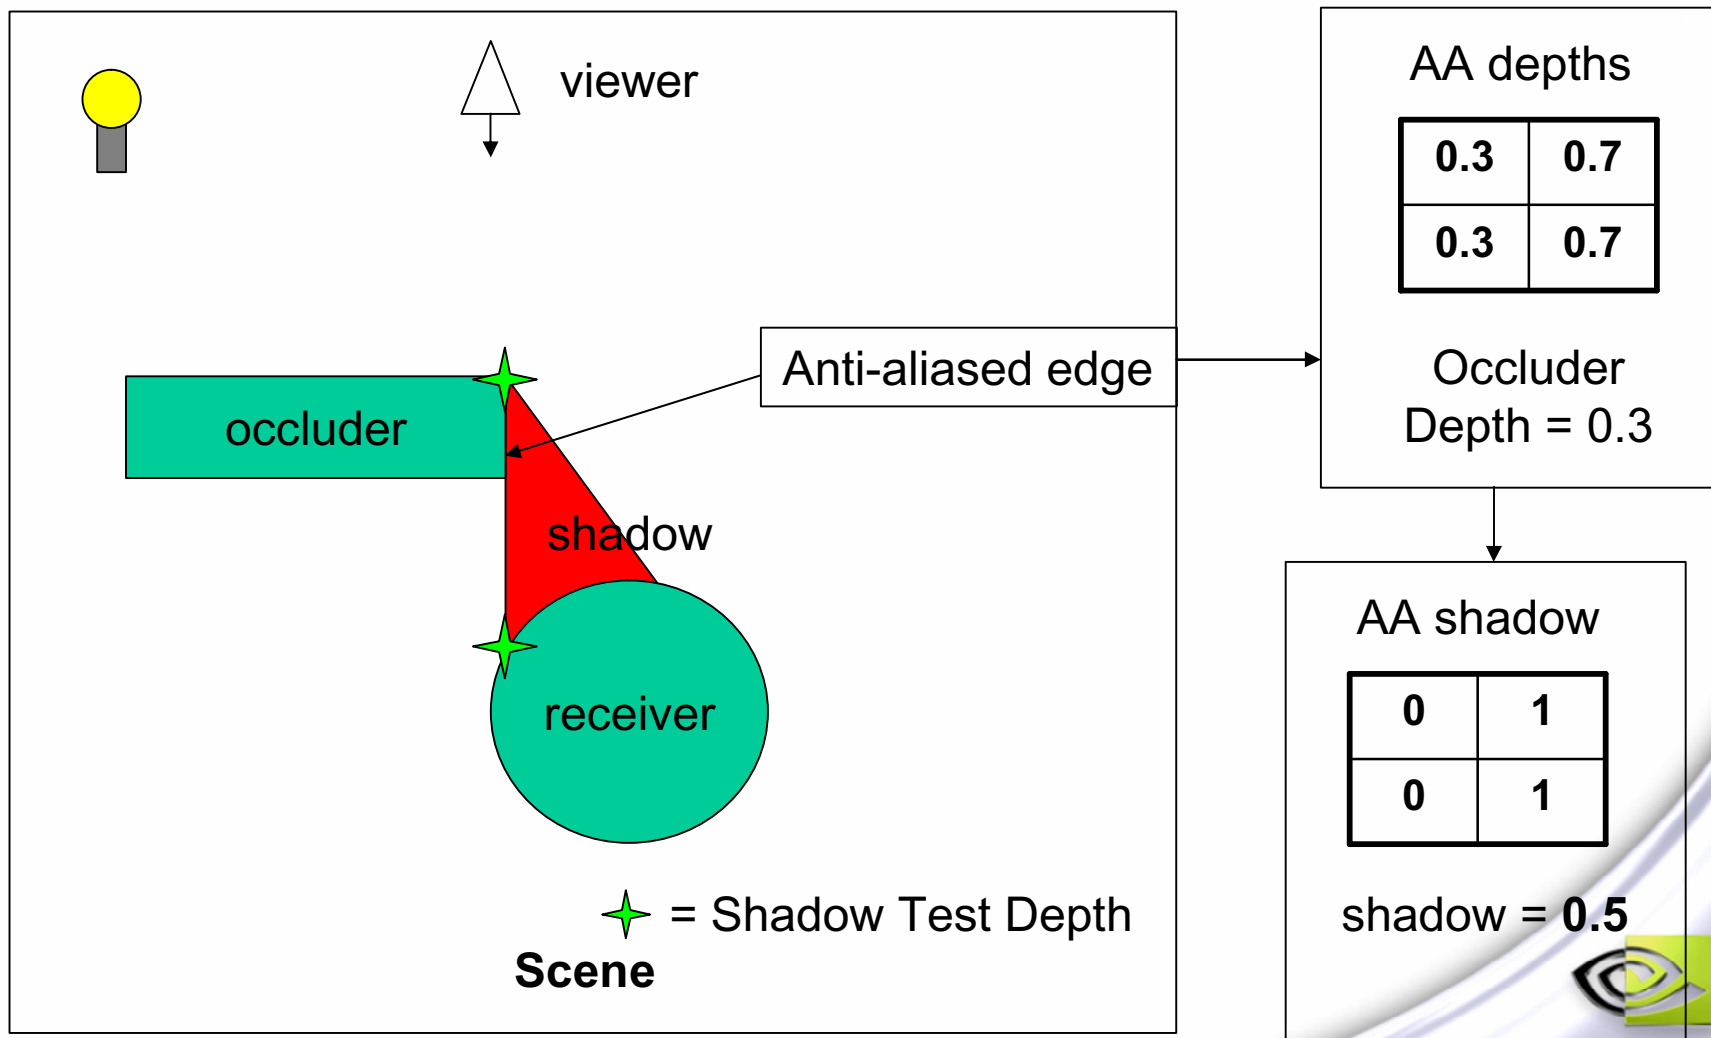 viewer
Anti-aliased edge
occluder
shadow
receiver
= Shadow Test Depth
Scene
AA depths
0.3 0.7
0.3 0.7
Occluder
Depth = 0.3
AA shadow
0 1
0 1
shadow = 0.5